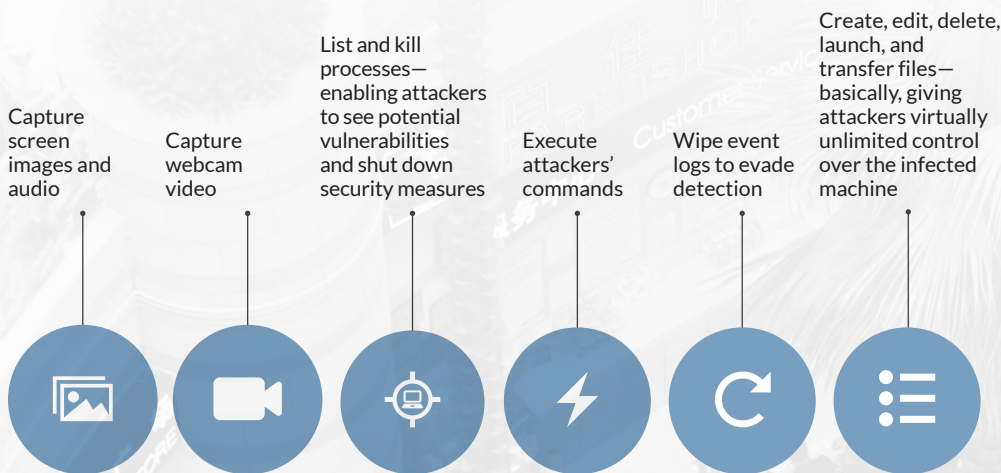 Capture
screen
images and
audio
Capture
webcam
video
List and kill
processes—
enabling attackers
to see potential
vulnerabilities
and shut down
security measures
Execute
attackers’
commands
Wipe event
logs to evade
detection
Create, edit, delete,
launch, and
transfer files—
basically, giving
attackers virtually
unlimited control
over the infected
machine
Customer Service